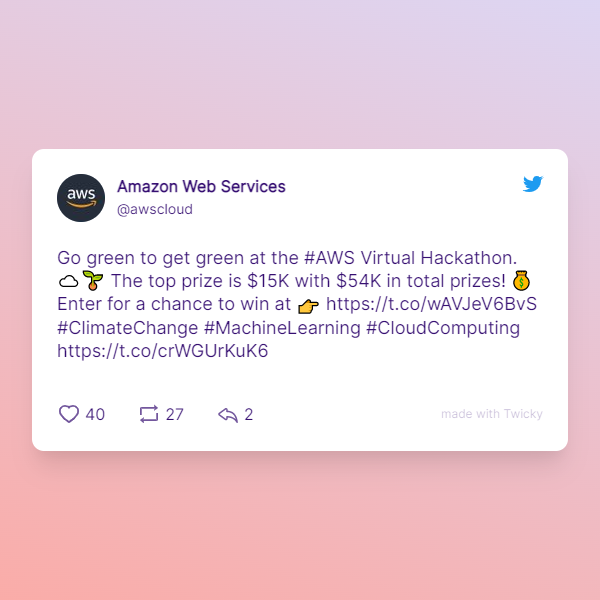 aws
Amazon Web Services
@awscloud
Go green to get green at the #AWS Virtual Hackathon.
☁️🌱 The top prize is $15K with $54K in total prizes! 💰
Enter for a chance to win at 👉 https://t.co/wAVJeV6BvS
#ClimateChange #MachineLearning #CloudComputing
https://t.co/crWGUrKuK6
40 27 2 made with Twicky